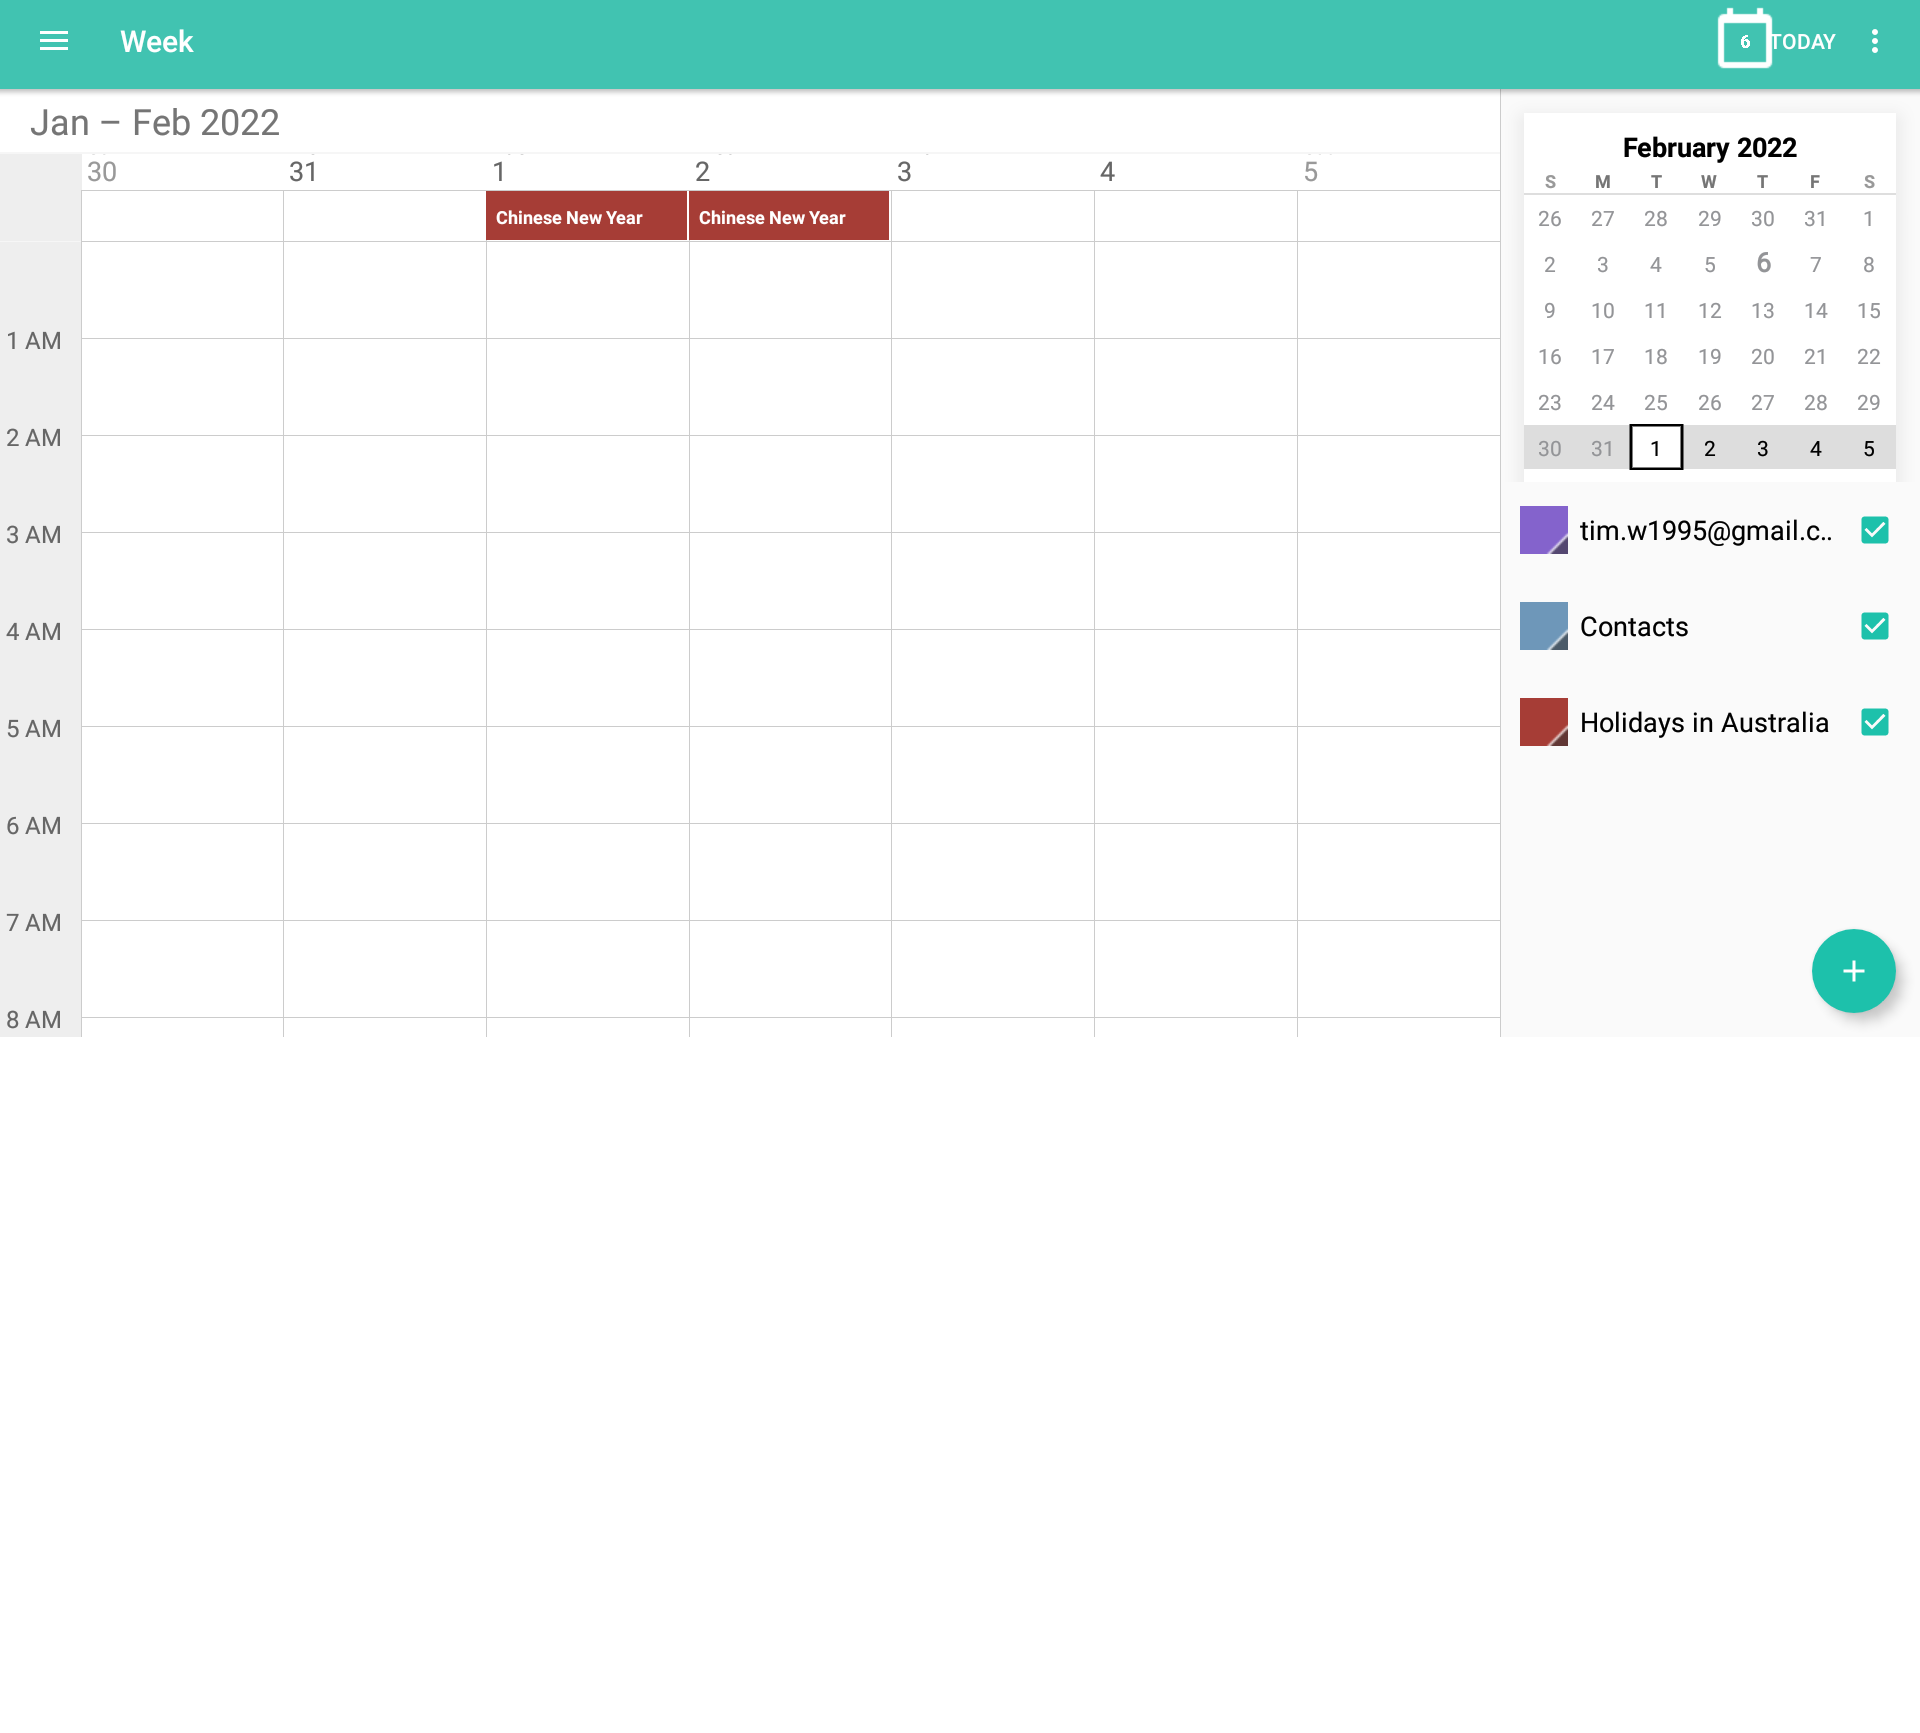 Week
6 TODAY
Jan – Feb 2022
30 31 1 2 3 4 5
Chinese New Year Chinese New Year
1 AM
2 AM
3 AM
4 AM
5 AM
6 AM
7 AM
8 AM
February 2022
S M T W T F S
26 27 28 29 30 31 1
2 3 4 5 6 7 8
9 10 11 12 13 14 15
16 17 18 19 20 21 22
23 24 25 26 27 28 29
30 31 1 2 3 4 5
tim.w1995@gmail.c..
Contacts
Holidays in Australia